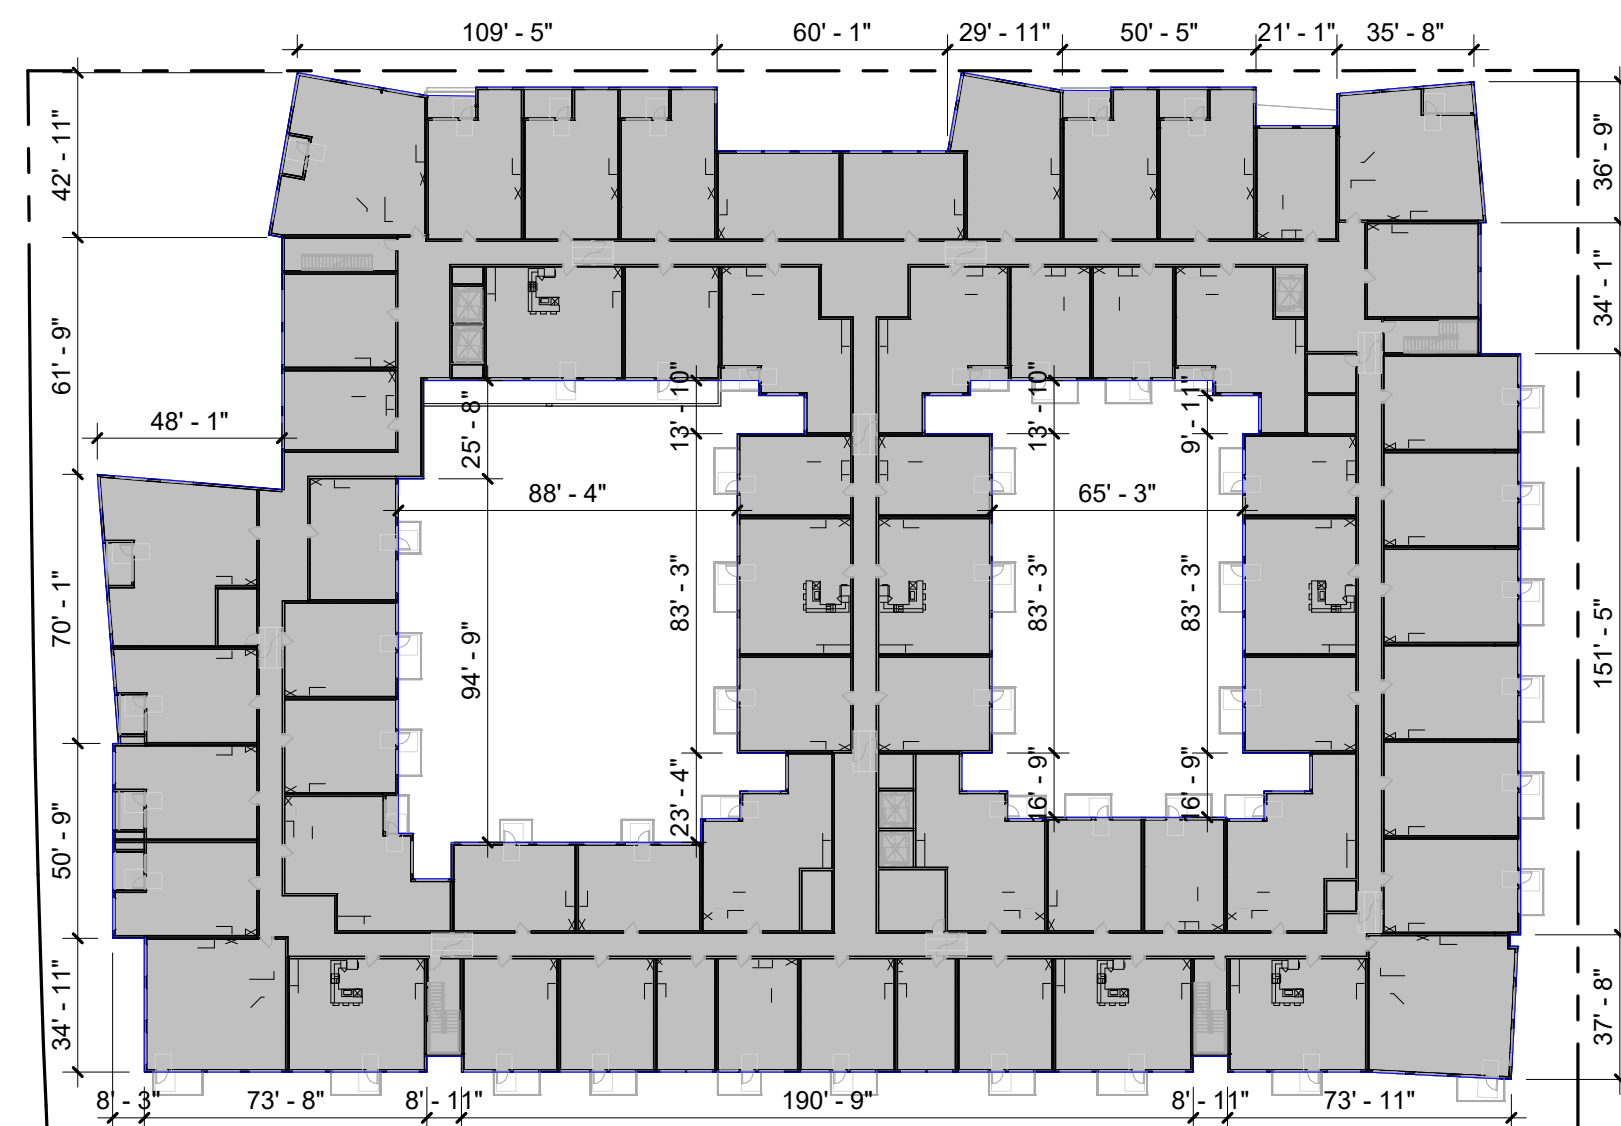 109' - 5"
60' - 1"
29' - 11"
50' - 5"
21' - 1"
35' - 8"
42' - 11"
36' - 9"
34' - 1"
61' - 9"
48' - 1"
25' - 8"
13' - 10"
13' - 10"
9' - 11"
88' - 4"
65' - 3"
70' - 1"
94' - 9"
83' - 3"
83' - 3"
83' - 3"
151' - 5"
50' - 9"
23' - 4"
16' - 9"
16' - 9"
34' - 11"
37' - 8"
8' - 3"
73' - 8"
8' - 11"
190' - 9"
8' - 11"
73' - 11"